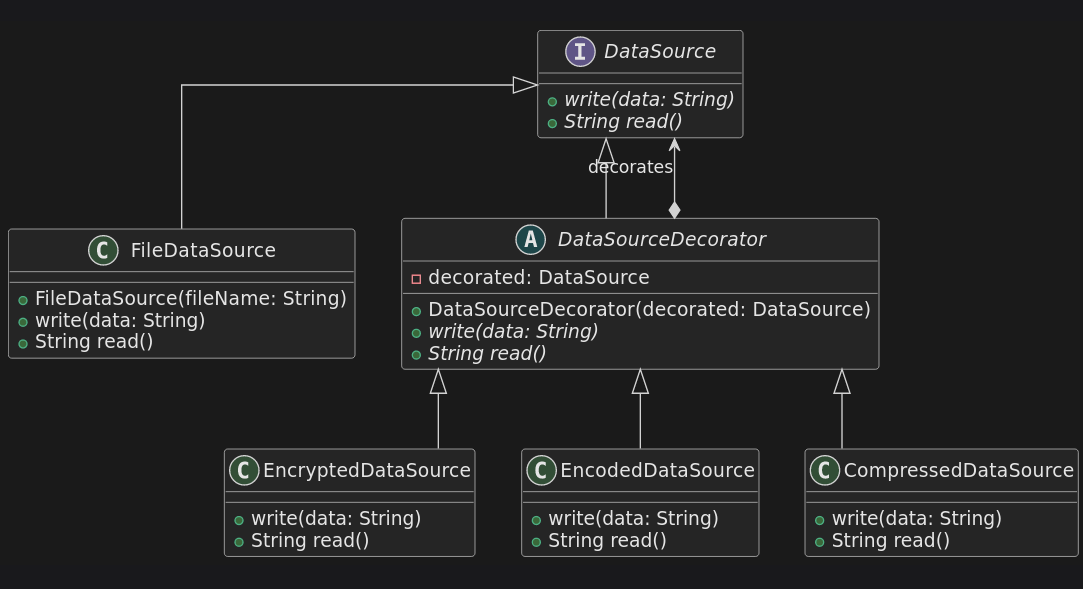 I DataSource
write(data: String)
String read()
decorates
C FileDataSource
FileDataSource(fileName: String)
write(data: String)
String read()
A DataSourceDecorator
decorated: DataSource
DataSourceDecorator(decorated: DataSource)
write(data: String)
String read()
C EncryptedDataSource
write(data: String)
String read()
C EncodedDataSource
write(data: String)
String read()
C CompressedDataSource
write(data: String)
String read()